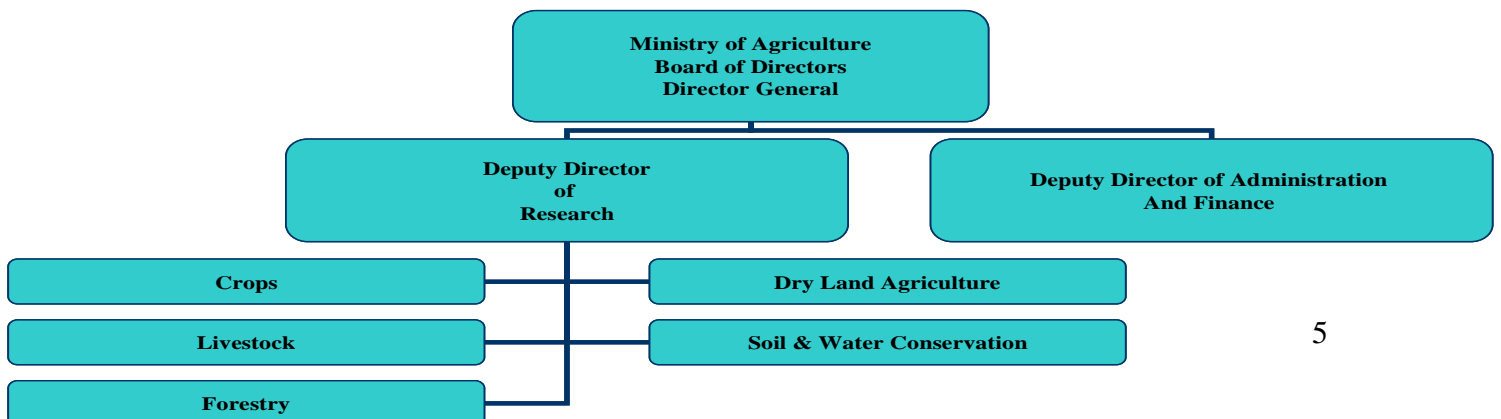 Ministry of Agriculture
Board of Directors
Director General
Deputy Director
of
Research
Deputy Director of Administration
And Finance
Crops
Dry Land Agriculture
Livestock
Soil & Water Conservation
5
Forestry